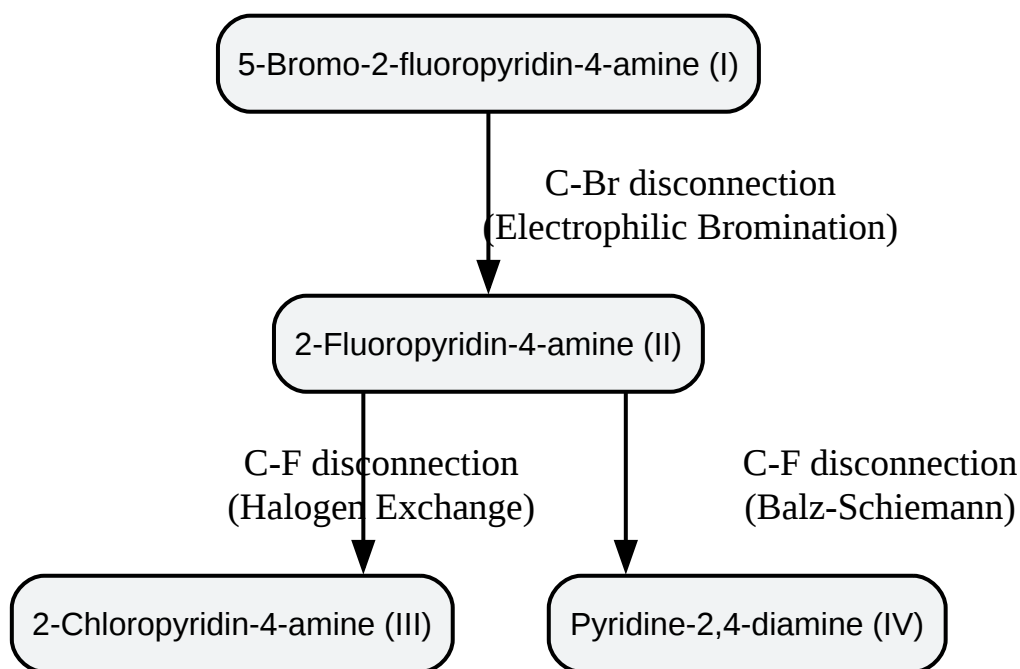 5-Bromo-2-fluoropyridin-4-amine (I)
C-Br disconnection
(Electrophilic Bromination)
2-Fluoropyridin-4-amine (II)
C-F disconnection
(Halogen Exchange)
C-F disconnection
(Balz-Schiemann)
2-Chloropyridin-4-amine (III)
Pyridine-2,4-diamine (IV)